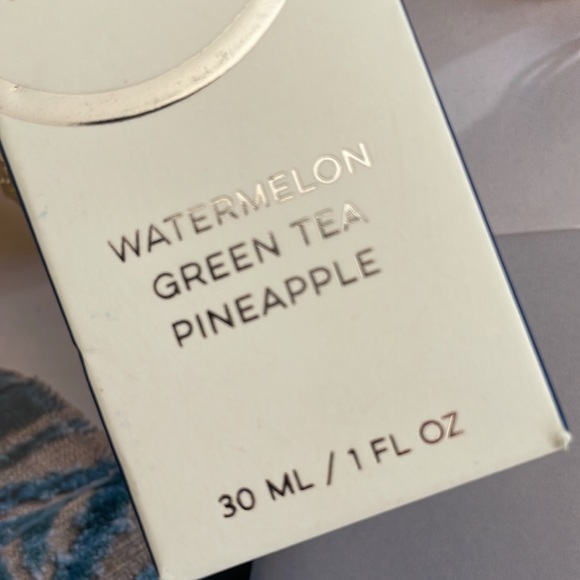 WATERMELON
GREEN TEA
PINEAPPLE
30 ML / 1 FL OZ